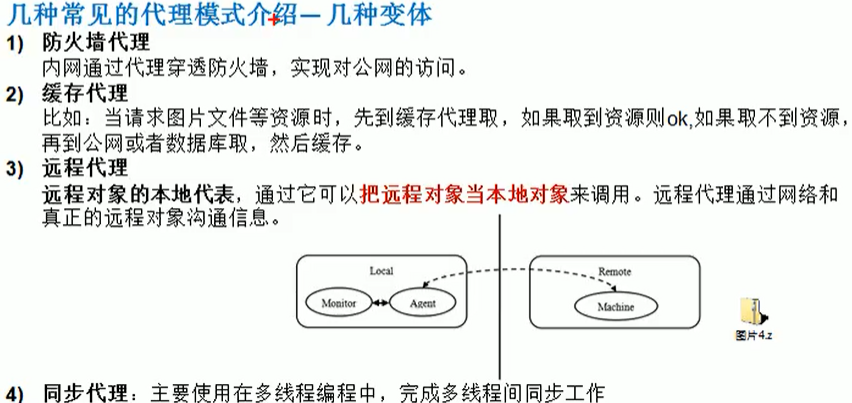 几种常见的代理模式介绍—几种变体
1) 防火墙代理
内网通过代理穿透防火墙，实现对公网的访问。
2) 缓存代理
比如：当请求图片文件等资源时，先到缓存代理取，如果取到资源则ok,如果取不到资源，
再到公网或者数据库取，然后缓存。
3) 远程代理
远程对象的本地代表，通过它可以把远程对象当本地对象来调用。远程代理通过网络和
真正的远程对象沟通信息。
Local
Remote
Monitor
Agent
Machine
图片4.z
4) 同步代理：主要使用在多线程编程中，完成多线程间同步工作